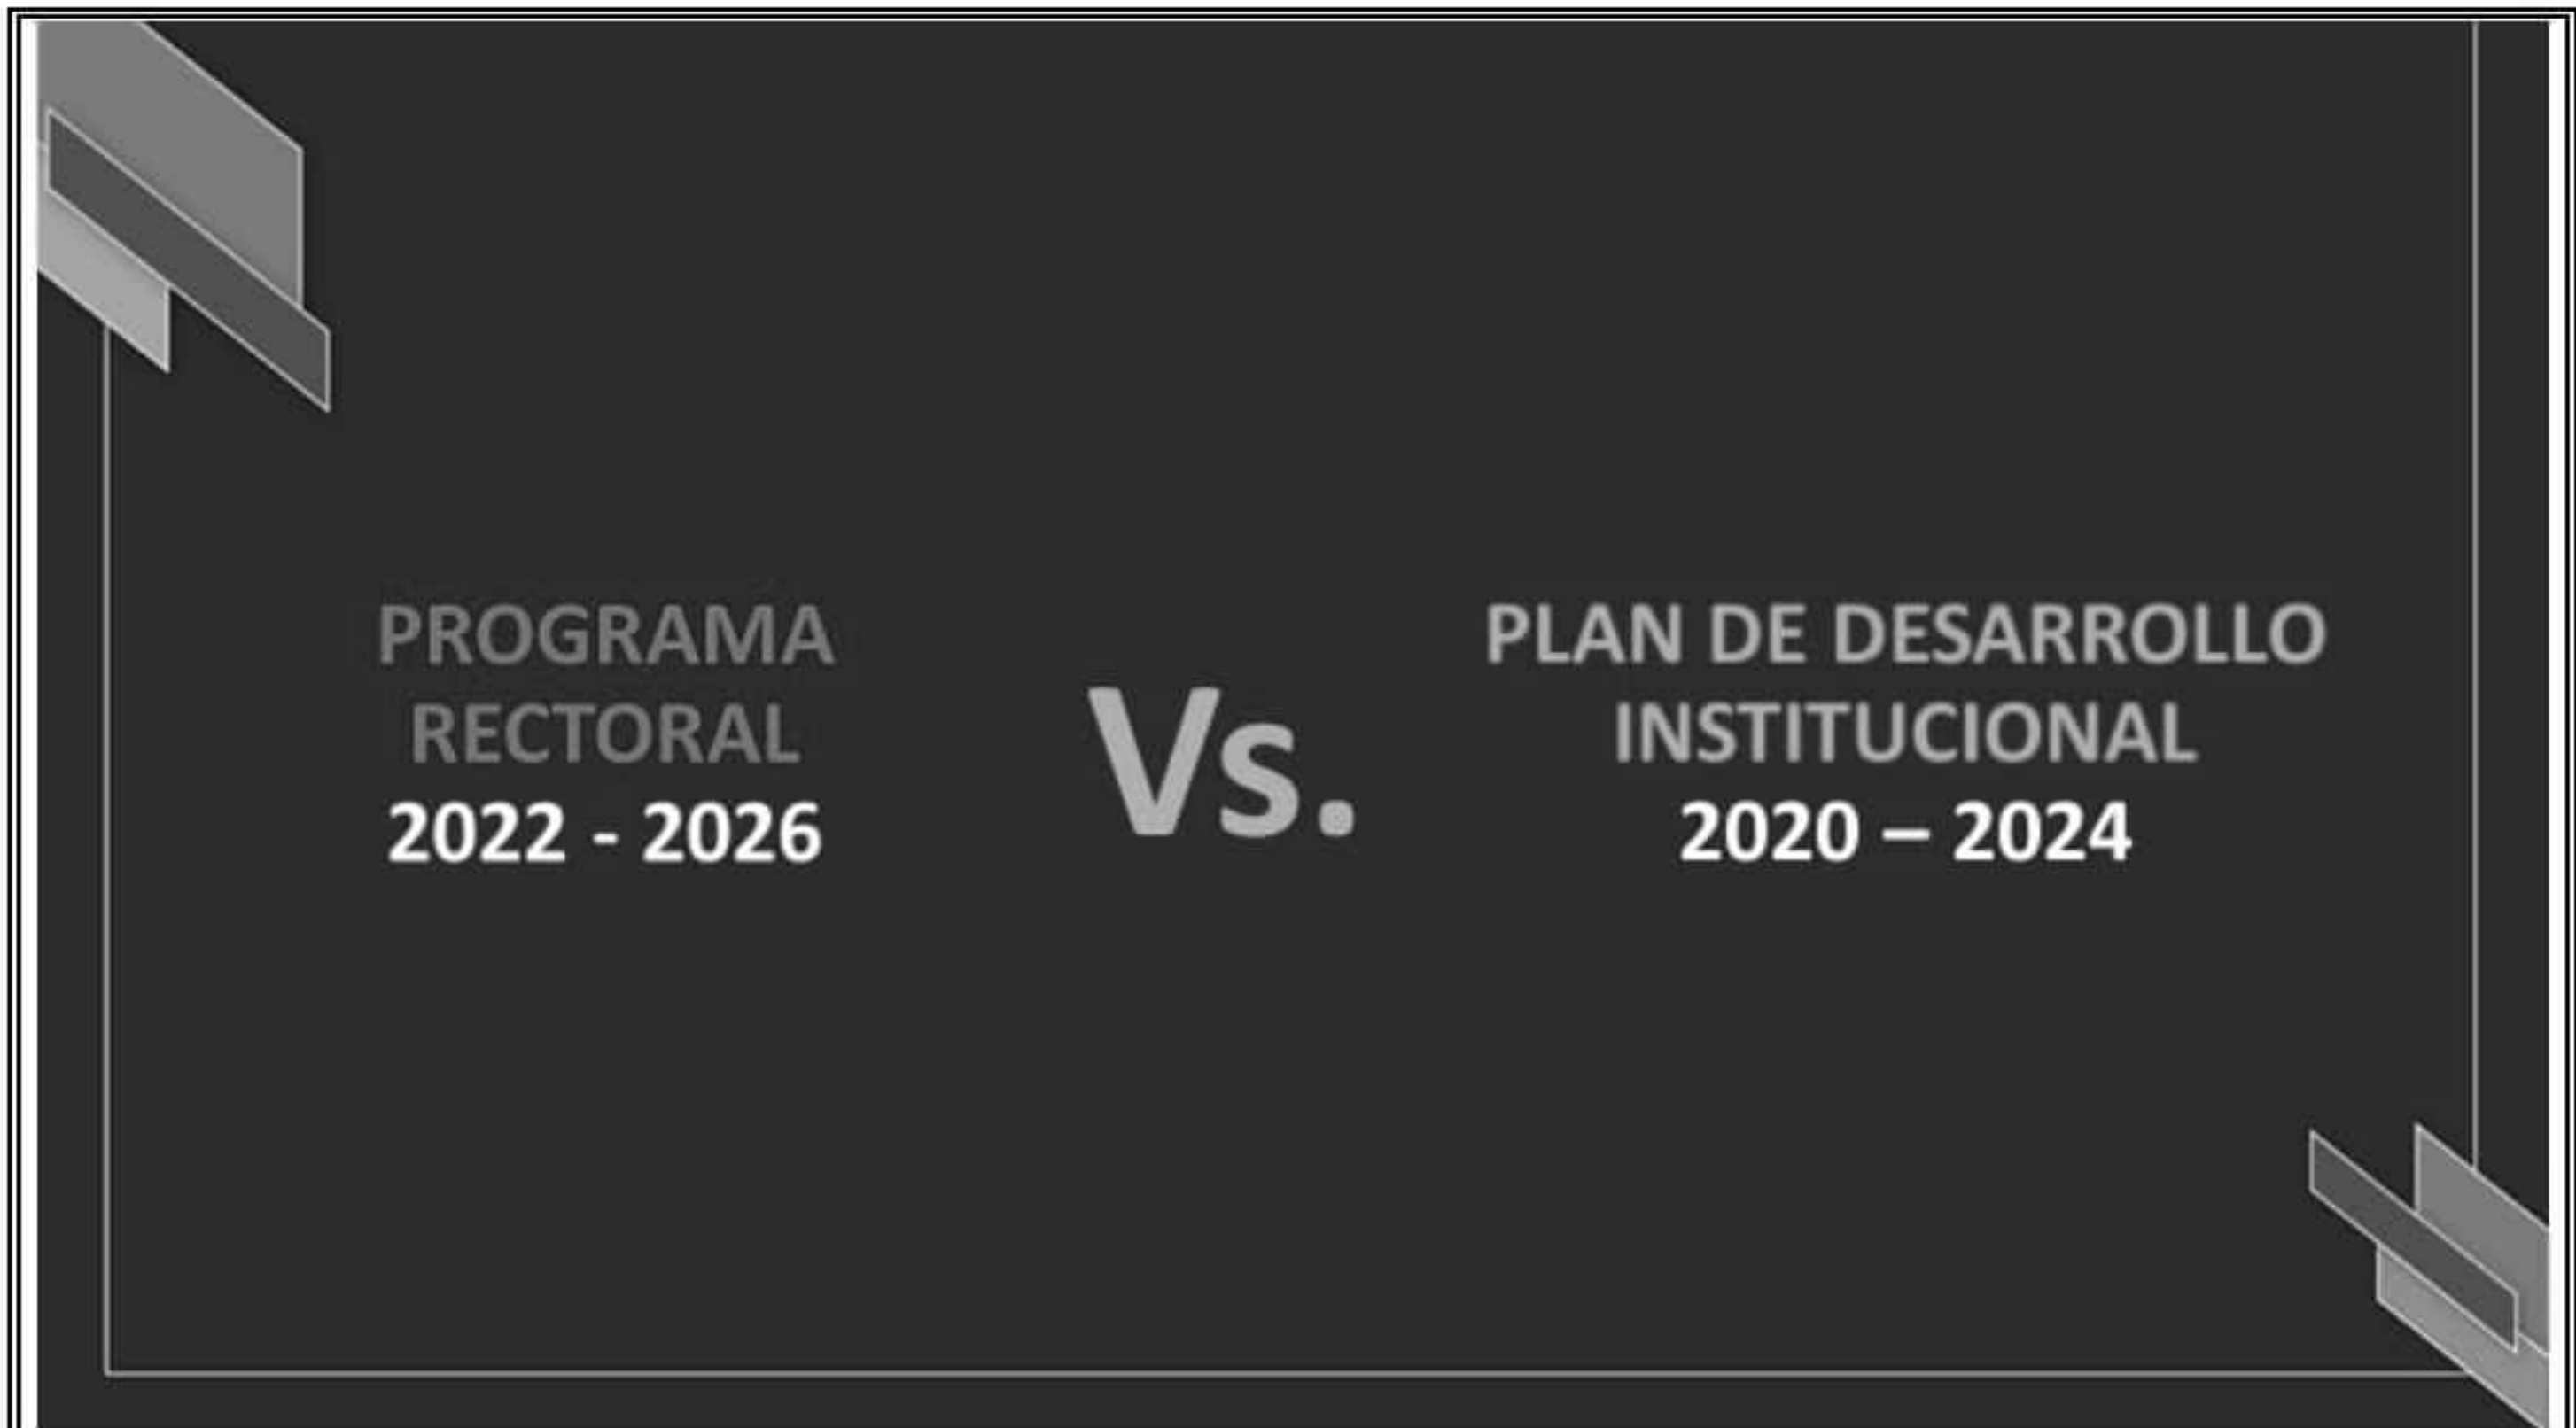 PROGRAMA
RECTORAL
2022 - 2026
Vs.
PLAN DE DESARROLLO
INSTITUCIONAL
2020 – 2024